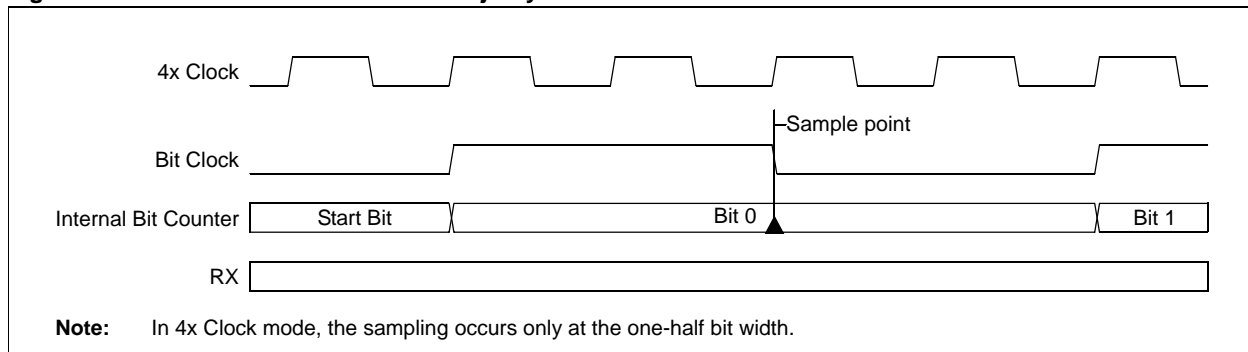 4x Clock
Sample point
Bit Clock
Internal Bit Counter
Start Bit
Bit 0
Bit 1
RX
Note: In 4x Clock mode, the sampling occurs only at the one-half bit width.